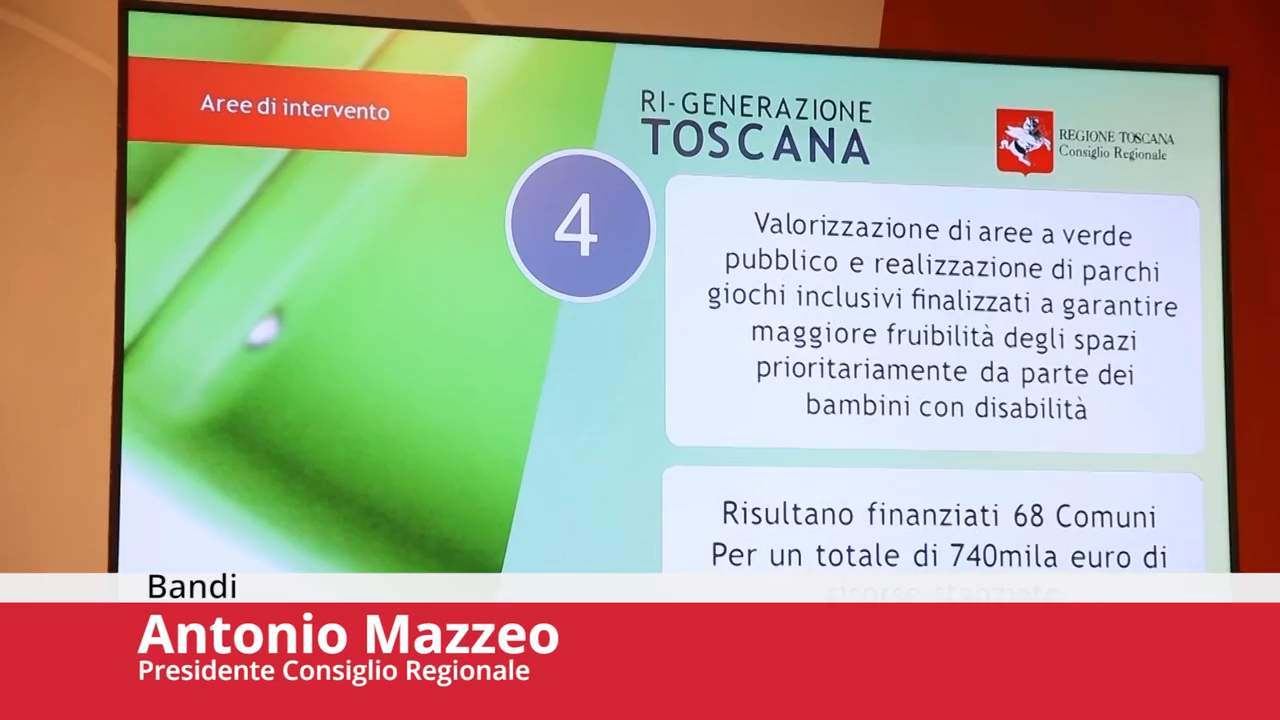 Aree di intervento
RI-GENERAZIONE
TOSCANA
REGIONE TOSCANA
Consiglio Regionale
4
Valorizzazione di aree a verde
pubblico e realizzazione di parchi
giochi inclusivi finalizzati a garantire
maggiore fruibilità degli spazi
prioritariamente da parte dei
bambini con disabilità
Risultano finanziati 68 Comuni
Per un totale di 740mila euro di
risorse stanziate
Bandi
Antonio Mazzeo
Presidente Consiglio Regionale